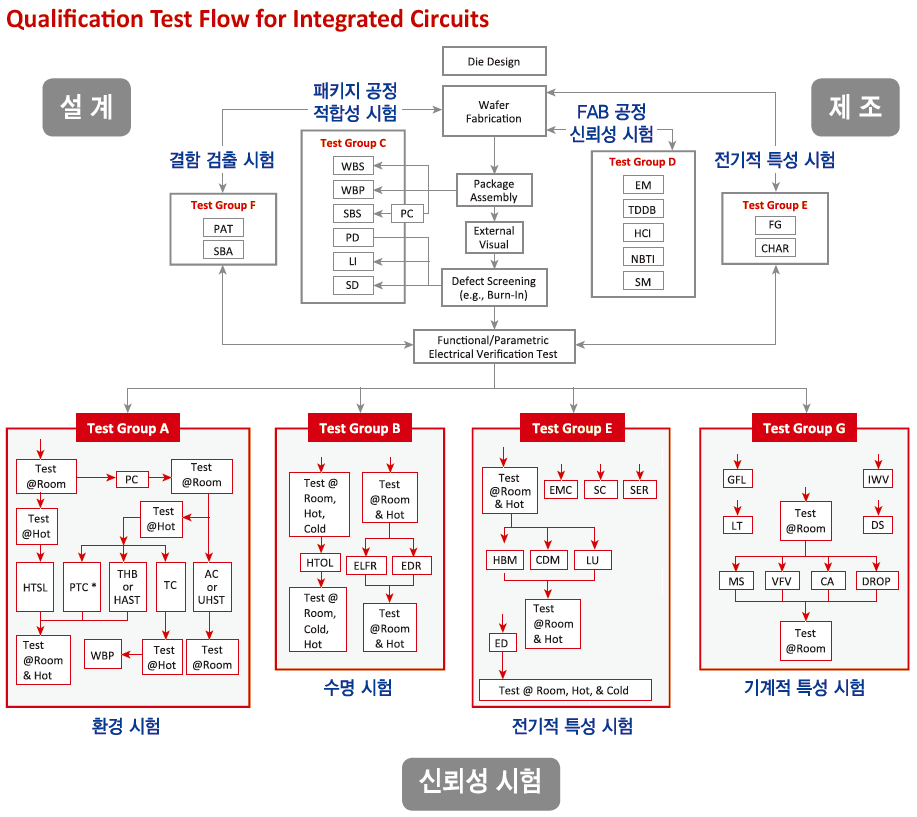 Qualification Test Flow for Integrated Circuits
설 계
제 조
Die Design
Wafer
Fabrication
패키지 공정
적합성 시험
FAB 공정
신뢰성 시험
결함 검출 시험
전기적 특성 시험
Test Group F
PAT
SBA
Test Group C
WBS
WBP
SBS
PC
PD
LI
SD
Package
Assembly
External
Visual
Defect Screening
(e.g., Burn-In)
Test Group D
EM
TDDB
HCI
NBTI
SM
Test Group E
FG
CHAR
Functional/Parametric
Electrical Verification Test
Test Group A
Test
@Room
PC
Test
@Room
Test
@Hot
Test
@Hot
HTSL
PTC *
THB
or
HAST
TC
AC
or
UHST
Test
@Room
& Hot
WBP
Test
@Hot
Test
@Room
환경 시험
Test Group B
Test @
Room,
Hot,
Cold
Test
@Room
& Hot
HTOL
ELFR
EDR
Test @
Room,
Cold,
Hot
Test
@Room
& Hot
수명 시험
Test Group E
Test
@Room
& Hot
EMC
SC
SER
HBM
CDM
LU
Test
@Room
& Hot
ED
Test @ Room, Hot, & Cold
전기적 특성 시험
Test Group G
GFL
IWV
Test
@Room
LT
DS
MS
VFV
CA
DROP
Test
@Room
기계적 특성 시험
신뢰성 시험